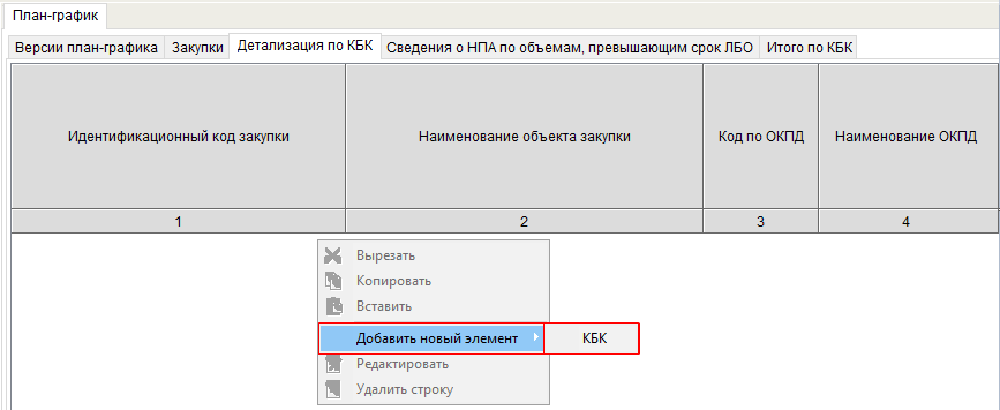 План-график
Версии план-графика Закупки Детализация по КБК Сведения о НПА по объемам, превышающим срок ЛБО Итого по КБК
Идентификационный код закупки Наименование объекта закупки Код по ОКПД Наименование ОКПД
1 2 3 4
Вырезать
Копировать
Вставить
Добавить новый элемент КБК
Редактировать
Удалить строку